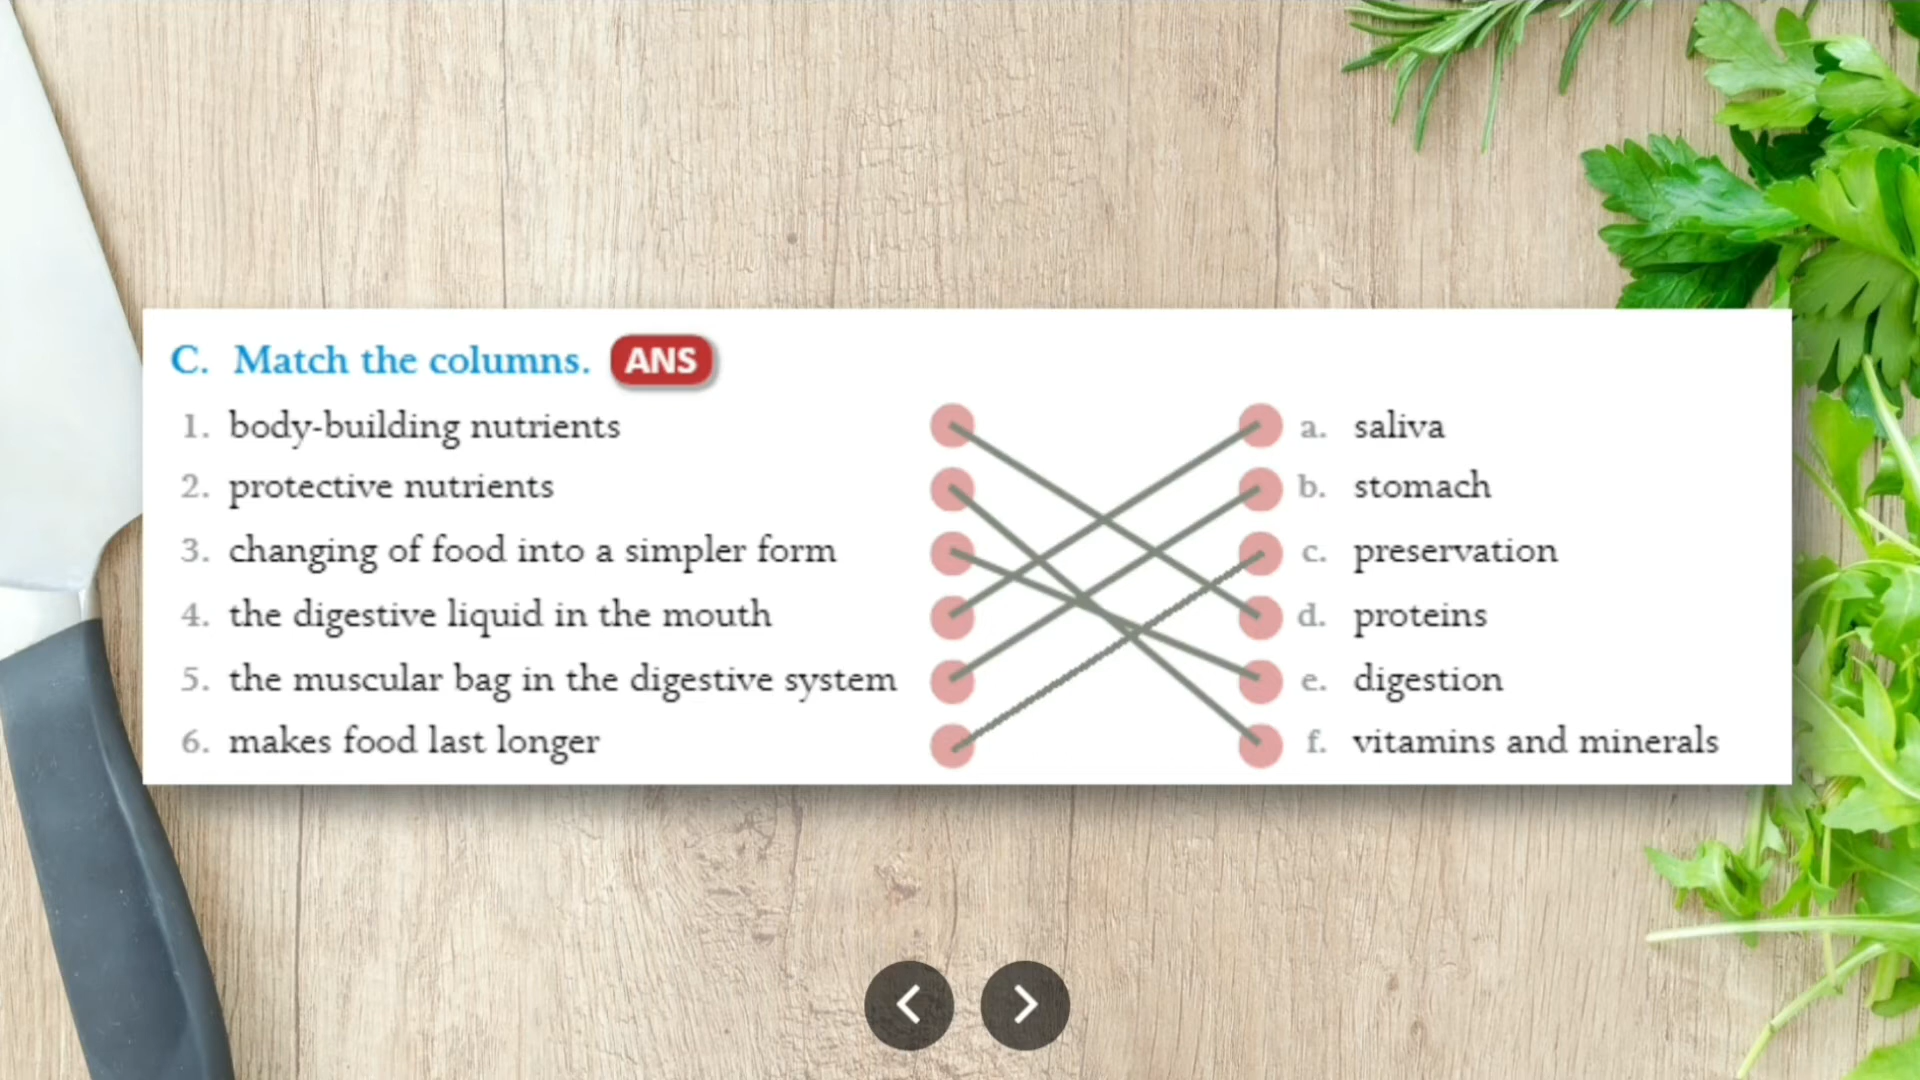 C. Match the columns. ANS
1. body-building nutrients a. saliva
2. protective nutrients b. stomach
3. changing of food into a simpler form c. preservation
4. the digestive liquid in the mouth d. proteins
5. the muscular bag in the digestive system e. digestion
6. makes food last longer f. vitamins and minerals